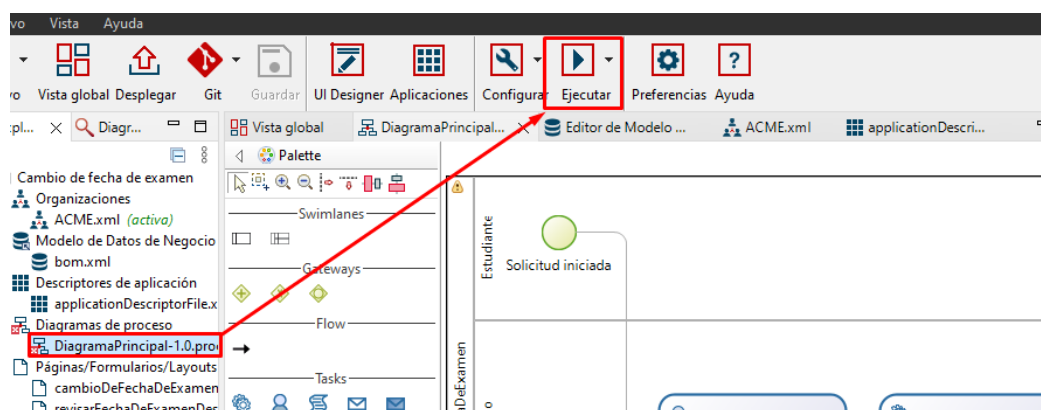 vo Vista Ayuda
vo Vista global Desplegar Git Guardar UI Designer Aplicaciones Configurar Ejecutar Preferencias Ayuda
:pl... Diagr... Vista global DiagramaPrincipal... Editor de Modelo ... ACME.xml applicationDescri...
Palette
Cambio de fecha de examen
Organizaciones
ACME.xml (activa)
Modelo de Datos de Negocio
bom.xml
Descriptores de aplicación
applicationDescriptorFile.x
Diagramas de proceso
DiagramaPrincipal-1.0.proc
Páginas/Formularios/Layouts
cambioDeFechaDeExamen
revisarFechaDeExamenDes
Swimlanes
Gateways
Flow
Tasks
Estudiante
Solicitud iniciada
aDeExamen